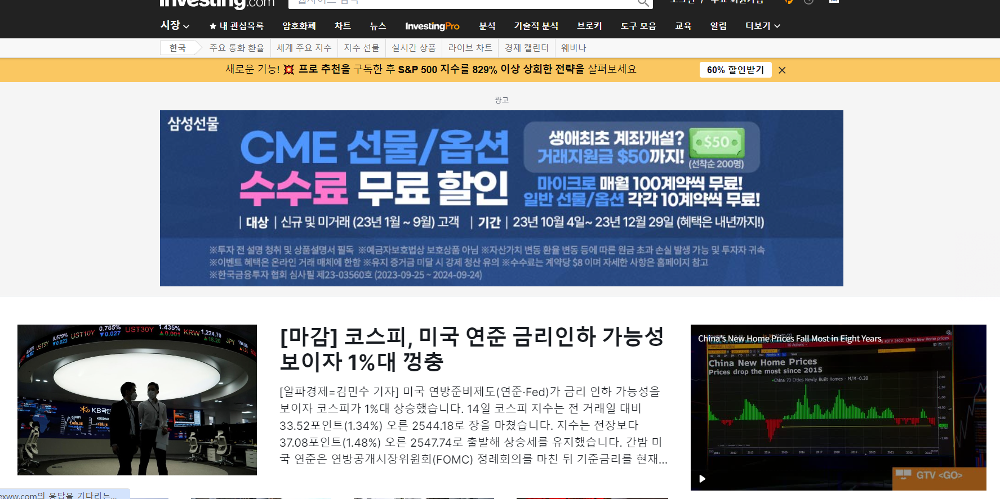 Investing.com
시장 ★ 내 관심목록 암호화폐 차트 뉴스 InvestingPro 분석 기술적 분석 브로커 도구 모음 교육 알림 더보기
한국 주요 통화 환율 세계 주요 지수 지수 선물 실시간 상품 라이브 차트 경제 캘린더 웨비나
새로운 기능! 💥 프로 추천을 구독한 후 S&P 500 지수를 829% 이상 상회한 전략을 살펴보세요 60% 할인받기 ×
광고
삼성선물
CME 선물/옵션
수수료 무료 할인
생애최초 계좌개설?
거래지원금 $50까지!
$50
(선착순 200명)
마이크로 매월 100계약씩 무료!
일반 선물/옵션 각각 10계약씩 무료!
| 대상 | 신규 및 미거래 (23년 1월 ~ 9월) 고객 | 기간 | 23년 10월 4일~ 23년 12월 29일 (혜택은 내년까지!)
※투자 전 설명 청취 및 상품설명서 필독 ※예금자보호법상 보호상품 아님 ※자산가치 변동 환율 변동 등에 따른 원금 초과 손실 발생 가능 및 투자자 귀속
※이벤트 혜택은 온라인 거래 매체에 한함 ※유지 증거금 미달 시 강제 청산 유의 ※수수료는 계약당 $8 이며 자세한 사항은 홈페이지 참고
※한국금융투자 협회 심사필 제23-03560호 (2023-09-25 ~ 2024-09-24)
UST5Y 0.579% ▼0.023 UST10Y 0.765% ▼0.027 UST30Y 1.435% ▲0.001 KRW 1,224.70 ▲18.20 JPY
KB국민
KOSPI KOSDAQ
[마감] 코스피, 미국 연준 금리인하 가능성
보이자 1%대 껑충
[알파경제=김민수 기자] 미국 연방준비제도(연준·Fed)가 금리 인하 가능성을
보이자 코스피가 1%대 상승했습니다. 14일 코스피 지수는 전 거래일 대비
33.52포인트(1.34%) 오른 2544.18로 장을 마쳤습니다. 지수는 전장보다
37.08포인트(1.48%) 오른 2547.74로 출발해 상승세를 유지했습니다. 간밤 미
국 연준은 연방공개시장위원회(FOMC) 정례회의를 마친 뒤 기준금리를 현재...
China's New Home Prices Fall Most in Eight Years
China New Home Prices
Prices drop the most since 2015
China 70 Cities Newly Built Homes - M/M -0.38
2011 2012 2013 2014 2015 2016 2017 2018 2019 2020 2021 2022 2023
GTV <GO>
exww.com의 응답을 기다리는...